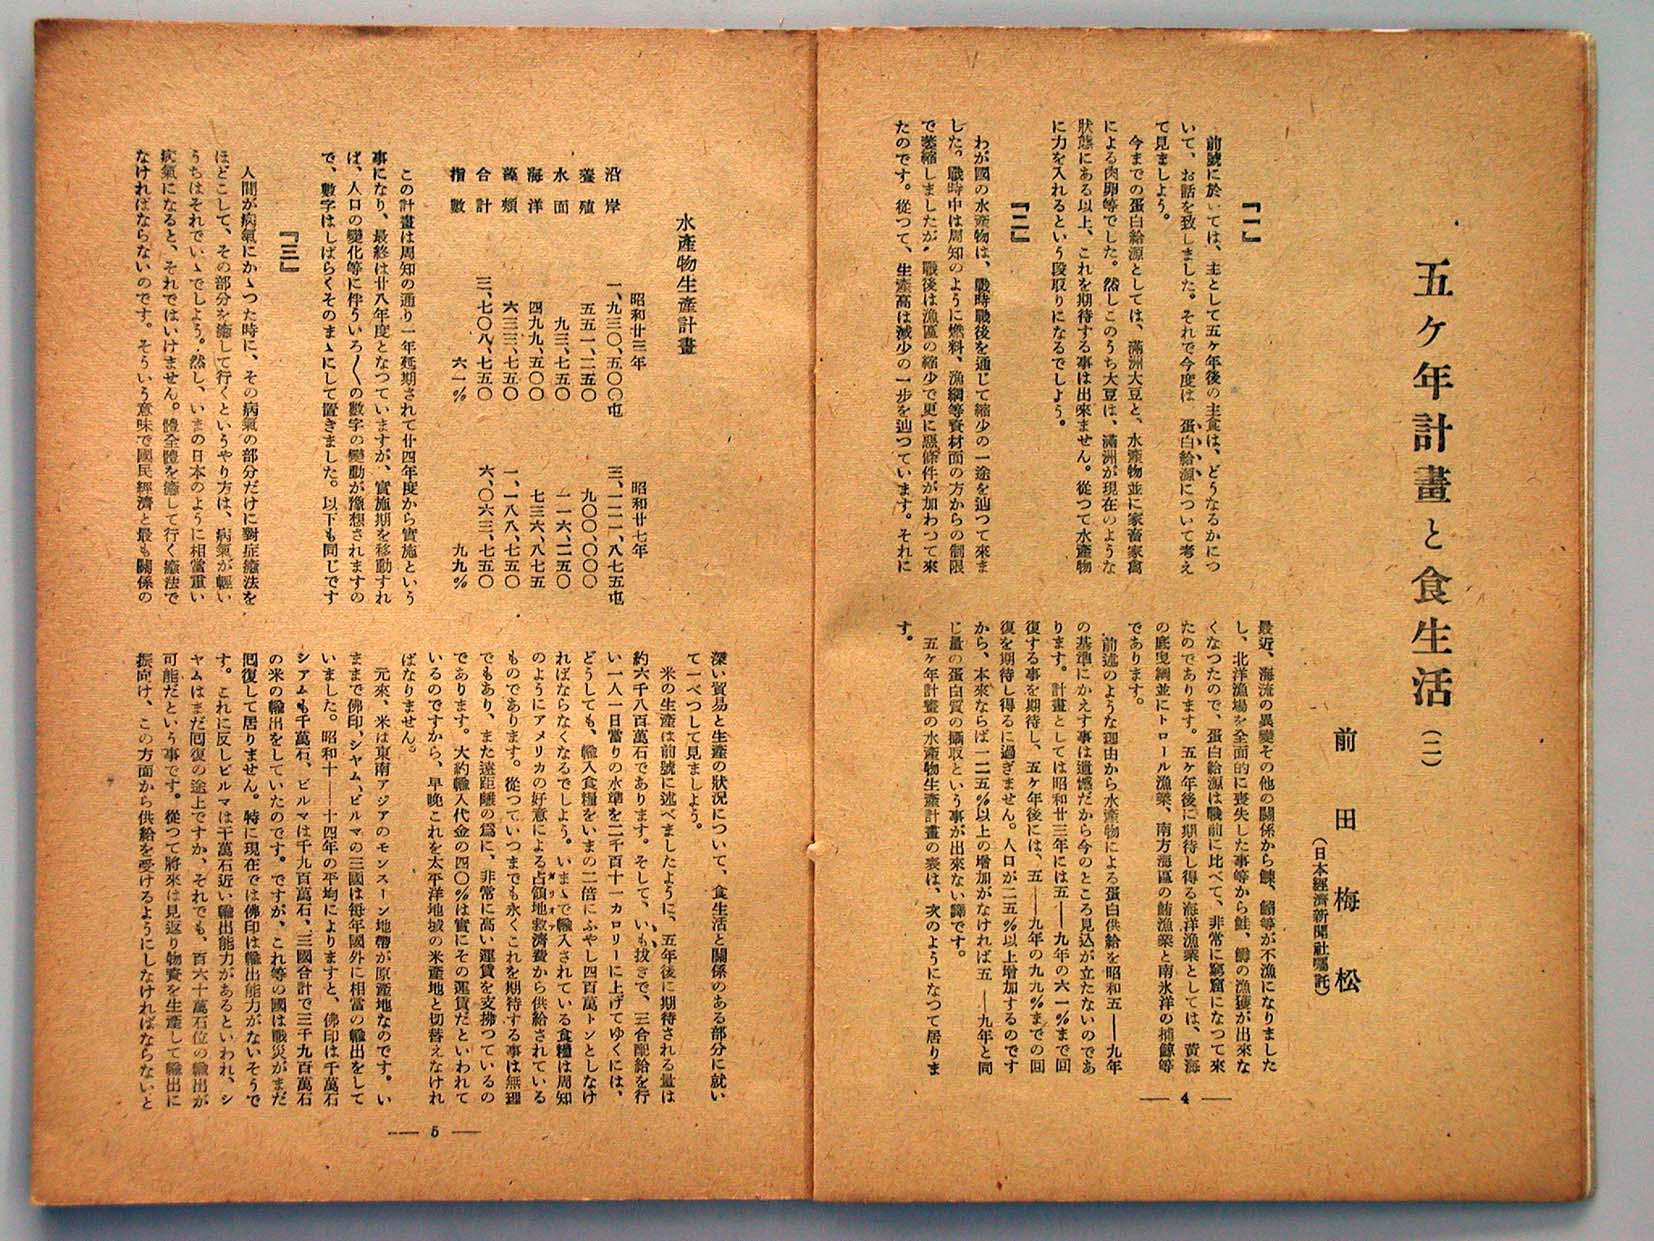 五ケ年計畫と食生活（二）
前田梅松
（日本經濟新聞社囑託）
『一』
前號に於いては、主として五ケ年後の主食は、どうなるかにつ
いて、お話を致しました。それで今度は、蛋白給源について考え
て見ましよう。
今までの蛋白給源としては、滿洲大豆と、水產物並に家畜家禽
による肉卵等でした。然しこのうち大豆は、滿洲が現在のような
狀態にある以上、これを期待する事は出來ません。從つて水產物
に力を入れるという段取りになるでしよう。
『二』
わが國の水產物は、戰時戰後を通じて縮少の一途を辿つて來ま
した。戰時中は周知のように燃料、漁網等資材面の方からの制限
で萎縮しましたが、戰後は漁區の縮少で更に惡條件が加わつて來
たのです。從つて、生產高は減少の一步を辿つています。それに
最近、海流の異變その他の關係から鰊、鰯等が不漁になりました
し、北洋漁場を全面的に喪失した事等から鮭、鱒の漁獲が出來な
くなつたので、蛋白給源は戰前に比べて、非常に窮窟になつて來
たのであります。五ケ年後に期待し得る海洋漁業としては、黃海
の底曳網並にトロール漁業、南方海區の鮪漁業と南氷洋の捕鯨等
であります。
前述のような理由から水產物による蛋白供給を昭和五――九年
の基準にかえす事は遺憾だから今のところ見込が立たないのであ
ります。計畫としては昭和廿三年には五――九年の六一％まで回
復する事を期待し、五ケ年後には、五――九年の九九％までの回
復を期待し得るに過ぎません。人口が二五％以上增加するのです
から、本來ならば一二五％以上の增加がなければ五――九年と同
じ量の蛋白質の攝取という事が出來ない譯です。
五ケ年計畫の水產物生產計畫の表は、次のようになつて居りま
す。
― 4 ―
水產物生產計畫
昭和廿三年 昭和廿七年
沿岸 一、九三〇、五〇〇屯 三、一二一、八七五屯
養殖 五五一、二五〇 九〇〇、〇〇〇
水面 九三、七五〇 一一六、二五〇
海洋 四九九、五〇〇 七三六、八七五
藻類 六三三、七五〇 一、一八八、七五〇
合計 三、七〇八、七五〇 六、〇六三、七五〇
指數 六一％ 九九％
この計畫は周知の通り一年延期されて廿四年度から實施という
事になり、最終は廿八年度となつていますが、實施期を移動すれ
ば、人口の變化等に伴ういろ〱の數字の變動が豫想されますの
で、數字はしばらくそのまゝにして置きました。以下も同じです
『三』
人間が病氣にかゝつた時に、その病氣の部分だけに對症療法を
ほどこして、その部分を癒して行くというやり方は、病氣が輕い
うちはそれでいゝでしよう。然し、いまの日本のように相當重い
病氣になると、それではいけません。體全體を癒して行く療法で
なければならないのです。そういう意味で國民經濟と最も關係の
深い貿易と生產の狀況について、食生活と關係のある部分に就い
て一べつして見ましよう。
米の生產は前號に述べましたように、五年後に期待される量は
約六千八百萬石であります。そして、いも拔きで、三合配給を行
い一人一日當りの水準を二千百十一カロリーに上げてゆくには、
どうしても、輸入食糧をいまの二倍にふやし四百萬トンとしなけ
ればならなくなるでしよう。いまゝで輸入されている食糧は周知
のようにアメリカの好意による占領地救濟費から供給されている
ガリオア
ものであります。從つていつまでも永くこれを期待する事は無理
でもあり、また遠距離の爲に、非常に高い運賃を支拂つているの
であります。大約輸入代金の四〇％は實にその運賃だといわれて
いるのですから、早晚これを太平洋地域の米產地と切替えなけれ
ばなりません。
元來、米は東南アジアのモンスーン地帶が原產地なのです。い
ままで佛印、シヤム、ビルマの三國は每年國外に相當の輸出をして
いました。昭和十――十四年の平均によりますと、佛印は千萬石
シアムも千萬石、ビルマは千九百萬石、三國合計で三千九百萬石
の米の輸出をしていたのです。ですが、これ等の國は戰災がまだ
囘復して居りません。特に現在では佛印は輸出能力がないそうで
す。これに反しビルマは千萬石近い輸出能力があるといわれ、シ
ヤムはまだ囘復の途上ですか、それでも、百六十萬石位の輸出が
可能だという事です。從つて將來は見返り物資を生產して輸出に
振向け、この方面から供給を受けるようにしなければならないと
― 5 ―